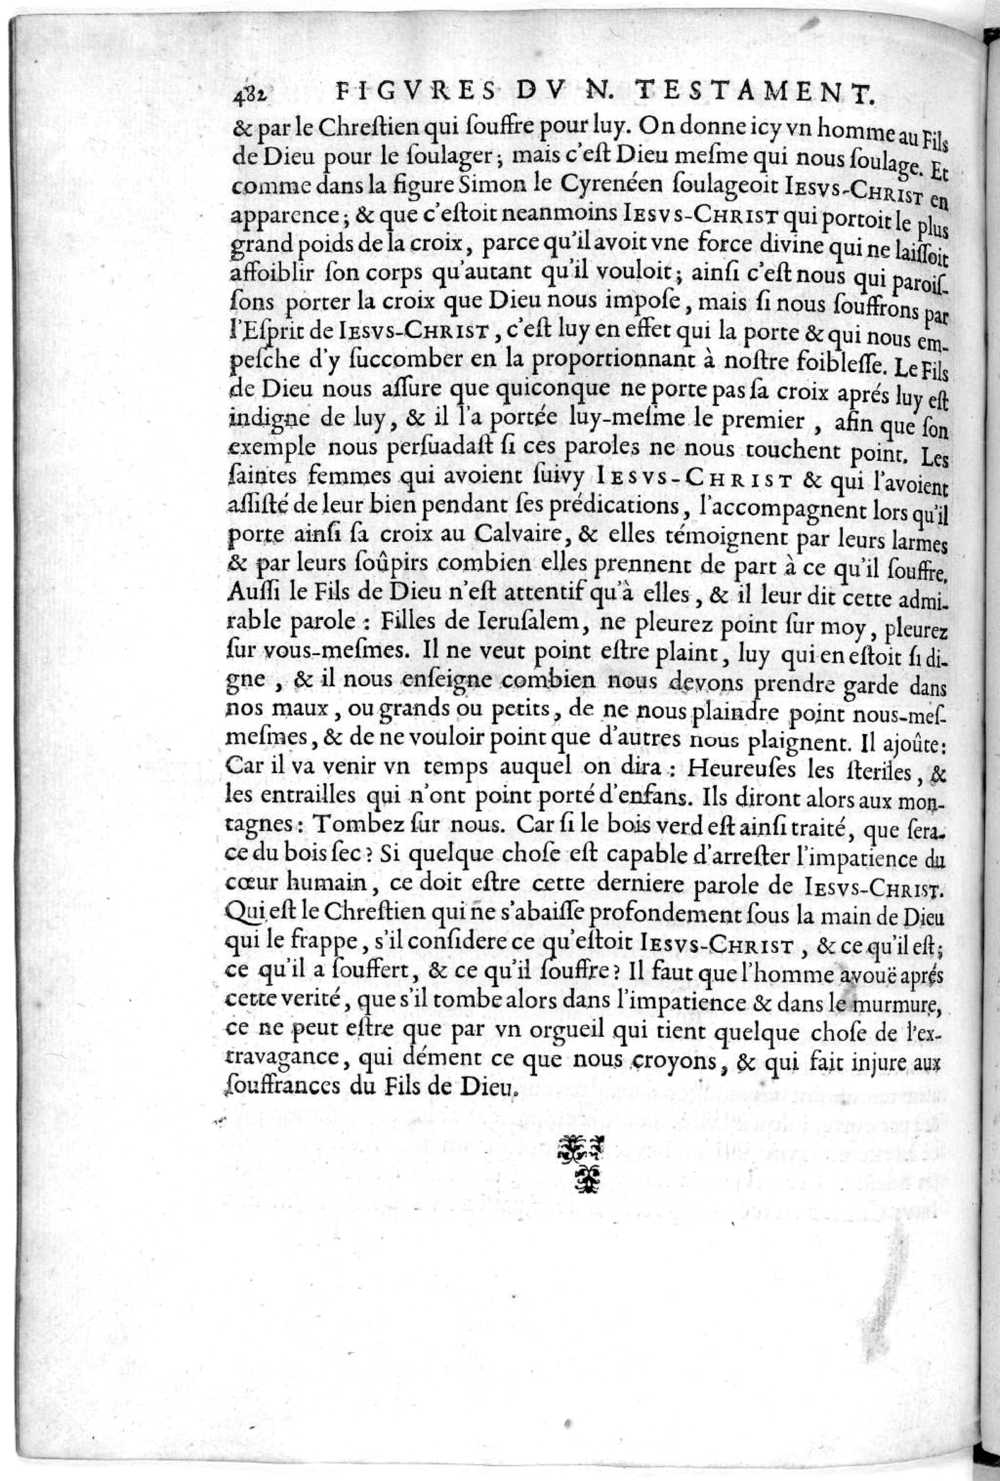 482 FIGVRES DV N. TESTAMENT.
& par le Chreſtien qui ſouffre pour luy. On donne icy vn homme au Fils
de Dieu pour le ſoulager; mais c'eſt Dieu meſme qui nous ſoulage. Et
comme dans la figure Simon le Cyrenéen ſoulageoit IESVS-CHRIST en
apparence; & que c'eſtoit neanmoins IESVS-CHRIST qui portoit le plus
grand poids de la croix, parce qu'il avoit vne force divine qui ne laiſſoit
affoiblir ſon corps qu'autant qu'il vouloit; ainſi c'eſt nous qui paroiſ-
ſons porter la croix que Dieu nous impoſe, mais ſi nous ſouffrons par
l'Eſprit de IESVS-CHRIST, c'eſt luy en effet qui la porte & qui nous em-
peſche d'y ſuccomber en la proportionnant à noſtre foibleſſe. Le Fils
de Dieu nous aſſure que quiconque ne porte pas ſa croix aprés luy eſt
indigne de luy, & il l'a portée luy-meſme le premier, afin que ſon
exemple nous perſuadaſt ſi ces paroles ne nous touchent point. Les
ſaintes femmes qui avoient ſuivy IESVS-CHRIST & qui l'avoient
aſſiſté de leur bien pendant ſes prédications, l'accompagnent lors qu'il
porte ainſi ſa croix au Calvaire, & elles témoignent par leurs larmes
& par leurs ſoûpirs combien elles prennent de part à ce qu'il ſouffre.
Auſſi le Fils de Dieu n'eſt attentif qu'à elles, & il leur dit cette admi-
rable parole : Filles de Ieruſalem, ne pleurez point ſur moy, pleurez
ſur vous-meſmes. Il ne veut point eſtre plaint, luy qui en eſtoit ſi di-
gne, & il nous enſeigne combien nous devons prendre garde dans
nos maux, ou grands ou petits, de ne nous plaindre point nous-meſ-
meſmes, & de ne vouloir point que d'autres nous plaignent. Il ajoûte:
Car il va venir vn temps auquel on dira : Heureuſes les ſteriles, &
les entrailles qui n'ont point porté d'enfans. Ils diront alors aux mon-
tagnes: Tombez ſur nous. Car ſi le bois verd eſt ainſi traité, que ſera-
ce du bois ſec? Si quelque choſe eſt capable d'arreſter l'impatience du
cœur humain, ce doit eſtre cette derniere parole de IESVS-CHRIST.
Qui eſt le Chreſtien qui ne s'abaiſſe profondement ſous la main de Dieu
qui le frappe, s'il conſidere ce qu'eſtoit IESVS-CHRIST, & ce qu'il eſt;
ce qu'il a ſouffert, & ce qu'il ſouffre? Il faut que l'homme avouë aprés
cette verité, que s'il tombe alors dans l'impatience & dans le murmure,
ce ne peut eſtre que par vn orgueil qui tient quelque choſe de l'ex-
travagance, qui dément ce que nous croyons, & qui fait injure aux
ſouffrances du Fils de Dieu.